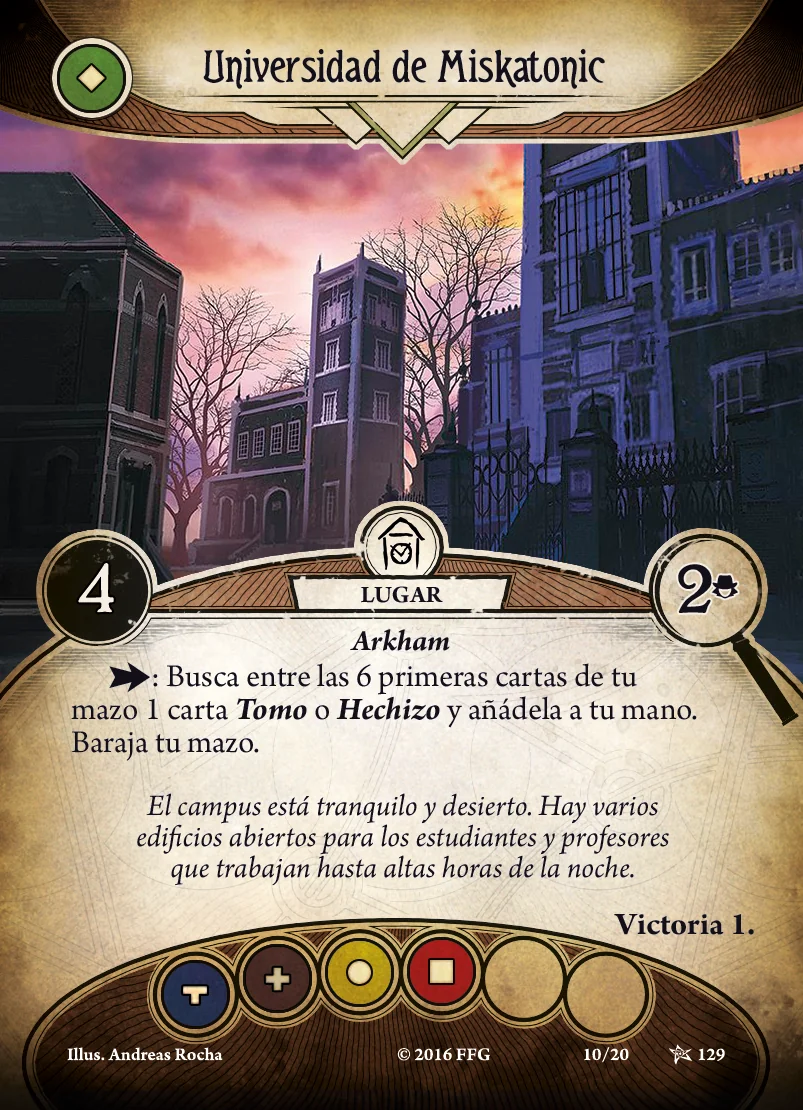 Universidad de Miskatonic
4
2
LUGAR
Arkham
: Busca entre las 6 primeras cartas de tu
mazo 1 carta Tomo o Hechizo y añádela a tu mano.
Baraja tu mazo.
El campus está tranquilo y desierto. Hay varios
edificios abiertos para los estudiantes y profesores
que trabajan hasta altas horas de la noche.
Victoria 1.
Illus. Andreas Rocha © 2016 FFG 10/20 129